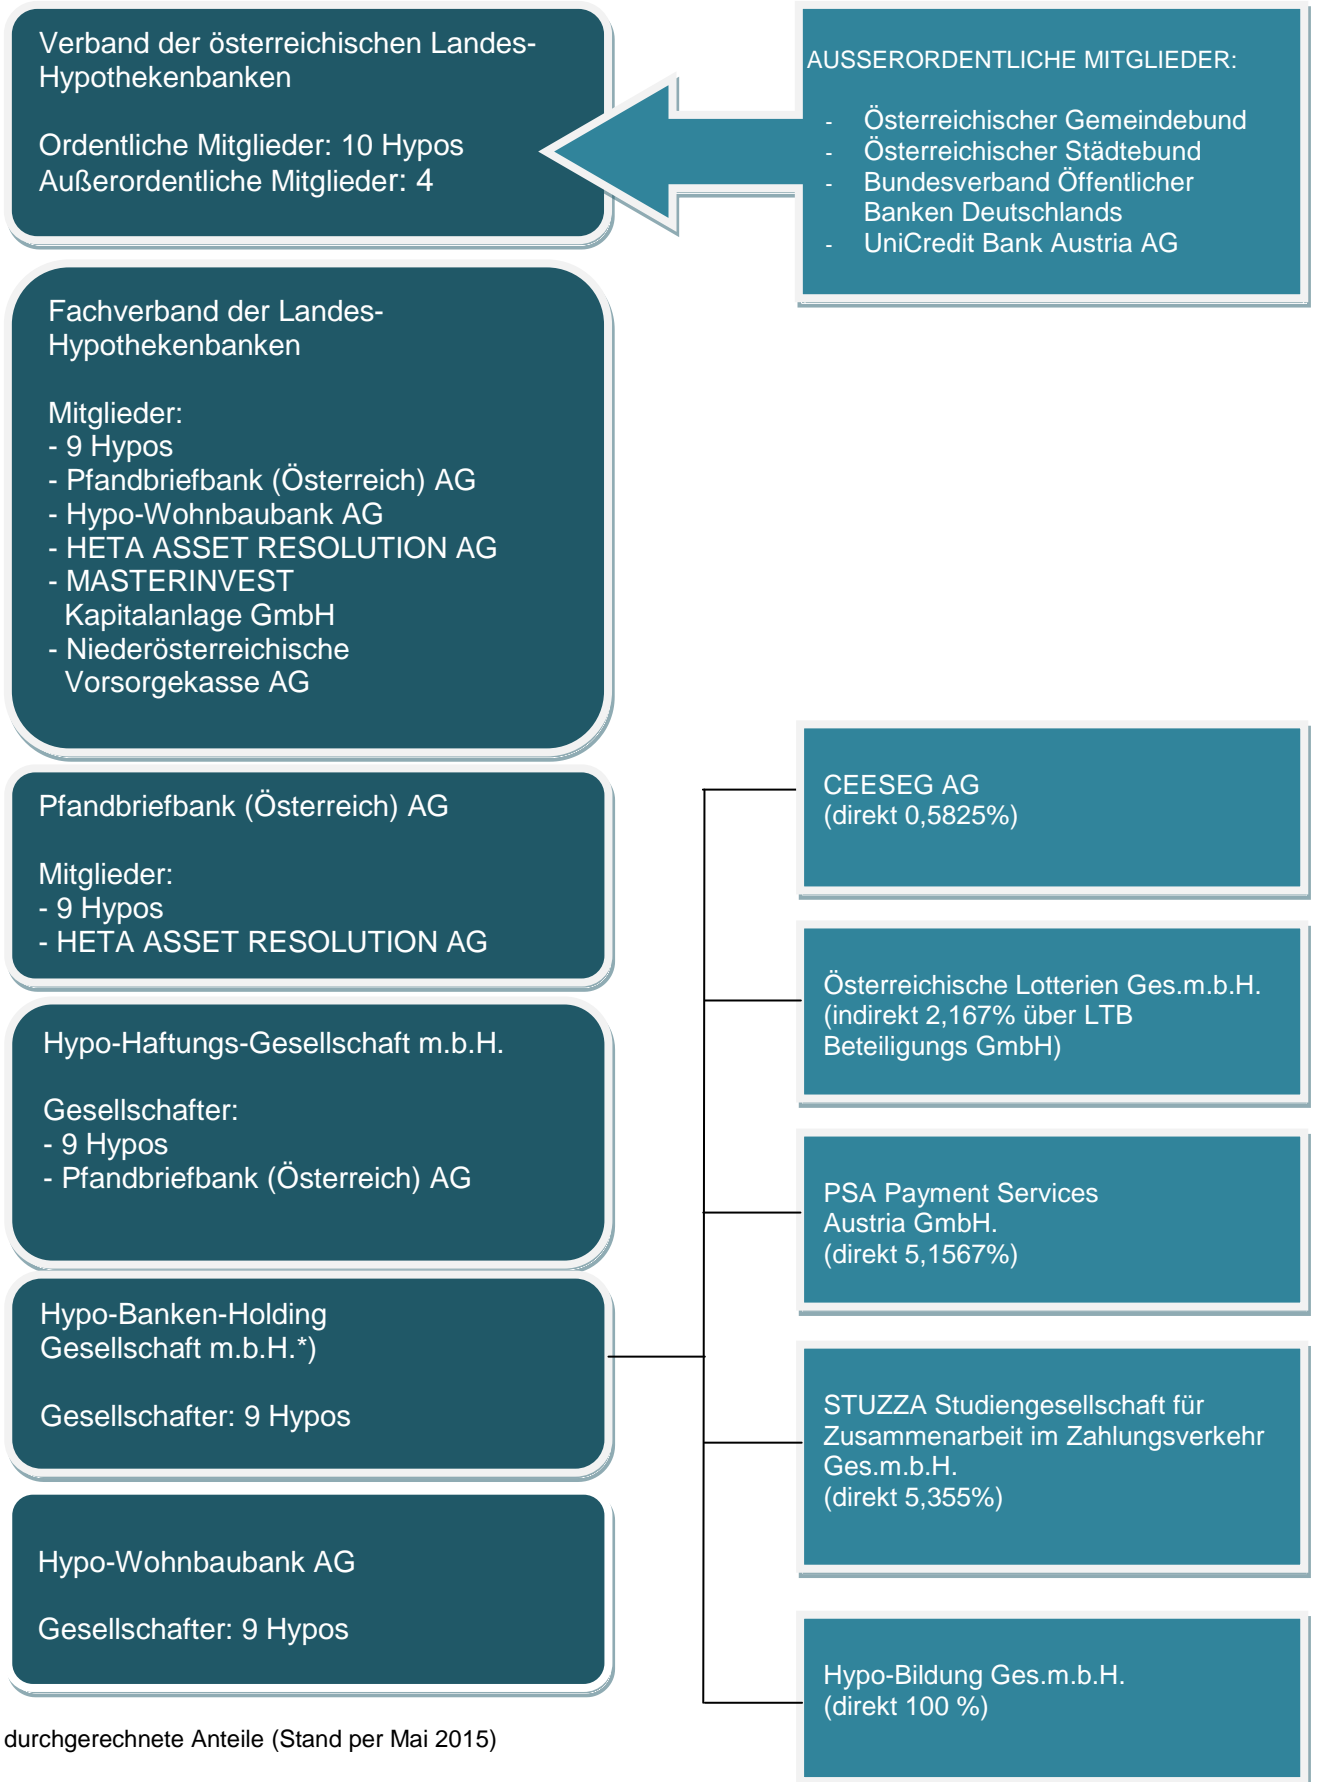 Verband der österreichischen Landes-
Hypothekenbanken
Ordentliche Mitglieder: 10 Hypos
Außerordentliche Mitglieder: 4
AUSSERORDENTLICHE MITGLIEDER:
- Österreichischer Gemeindebund
- Österreichischer Städtebund
- Bundesverband Öffentlicher
Banken Deutschlands
- UniCredit Bank Austria AG
Fachverband der Landes-
Hypothekenbanken
Mitglieder:
- 9 Hypos
- Pfandbriefbank (Österreich) AG
- Hypo-Wohnbaubank AG
- HETA ASSET RESOLUTION AG
- MASTERINVEST
Kapitalanlage GmbH
- Niederösterreichische
Vorsorgekasse AG
Pfandbriefbank (Österreich) AG
Mitglieder:
- 9 Hypos
- HETA ASSET RESOLUTION AG
Hypo-Haftungs-Gesellschaft m.b.H.
Gesellschafter:
- 9 Hypos
- Pfandbriefbank (Österreich) AG
Hypo-Banken-Holding
Gesellschaft m.b.H.*)
Gesellschafter: 9 Hypos
Hypo-Wohnbaubank AG
Gesellschafter: 9 Hypos
CEESEG AG
(direkt 0,5825%)
Österreichische Lotterien Ges.m.b.H.
(indirekt 2,167% über LTB
Beteiligungs GmbH)
PSA Payment Services
Austria GmbH.
(direkt 5,1567%)
STUZZA Studiengesellschaft für
Zusammenarbeit im Zahlungsverkehr
Ges.m.b.H.
(direkt 5,355%)
Hypo-Bildung Ges.m.b.H.
(direkt 100 %)
durchgerechnete Anteile (Stand per Mai 2015)